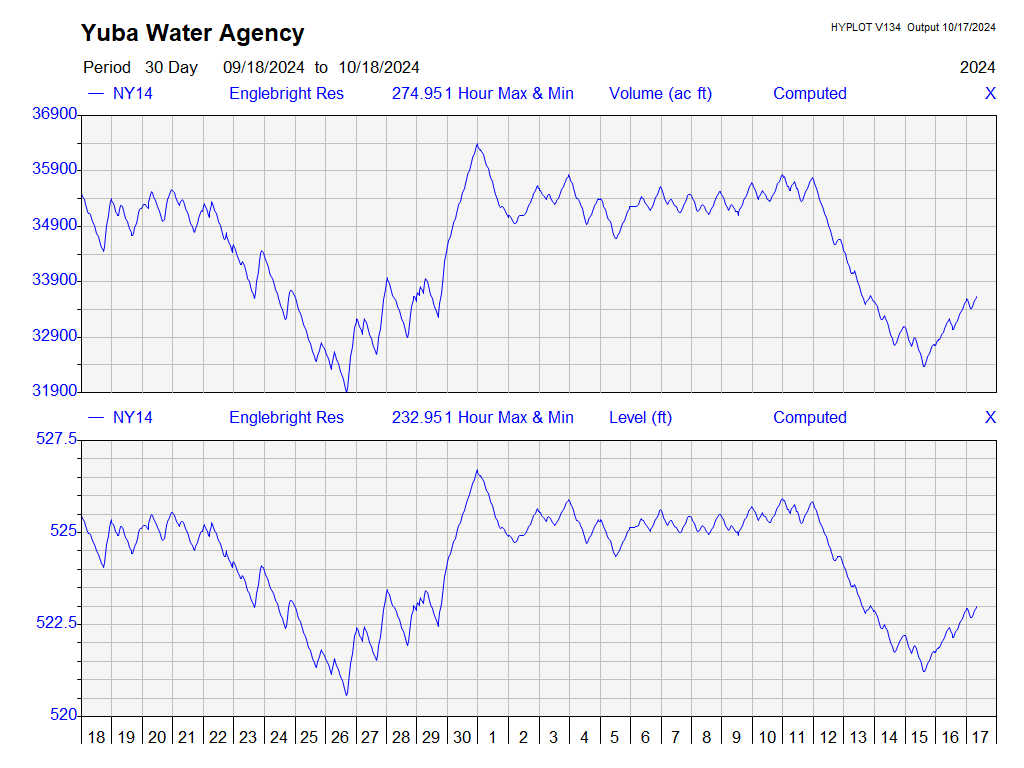 Yuba Water Agency
HYPLOT V134 Output 10/17/2024
Period 30 Day 09/18/2024 to 10/18/2024
2024
NY14 Englebright Res 274.951 Hour Max & Min Volume (ac ft) Computed X
36900
35900
34900
33900
32900
31900
NY14 Englebright Res 232.951 Hour Max & Min Level (ft) Computed X
527.5
525
522.5
520
18 19 20 21 22 23 24 25 26 27 28 29 30 1 2 3 4 5 6 7 8 9 10 11 12 13 14 15 16 17